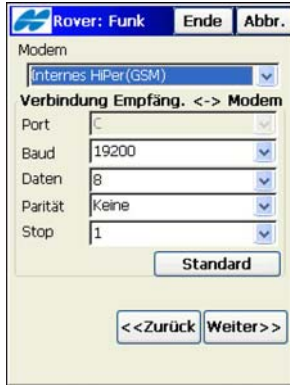 Rover: Funk Ende Abbr.
Modem
Internes HiPer(GSM)
Verbindung Empfäng. <-> Modem
Port C
Baud 19200
Daten 8
Parität Keine
Stop 1
Standard
<<Zurück Weiter>>